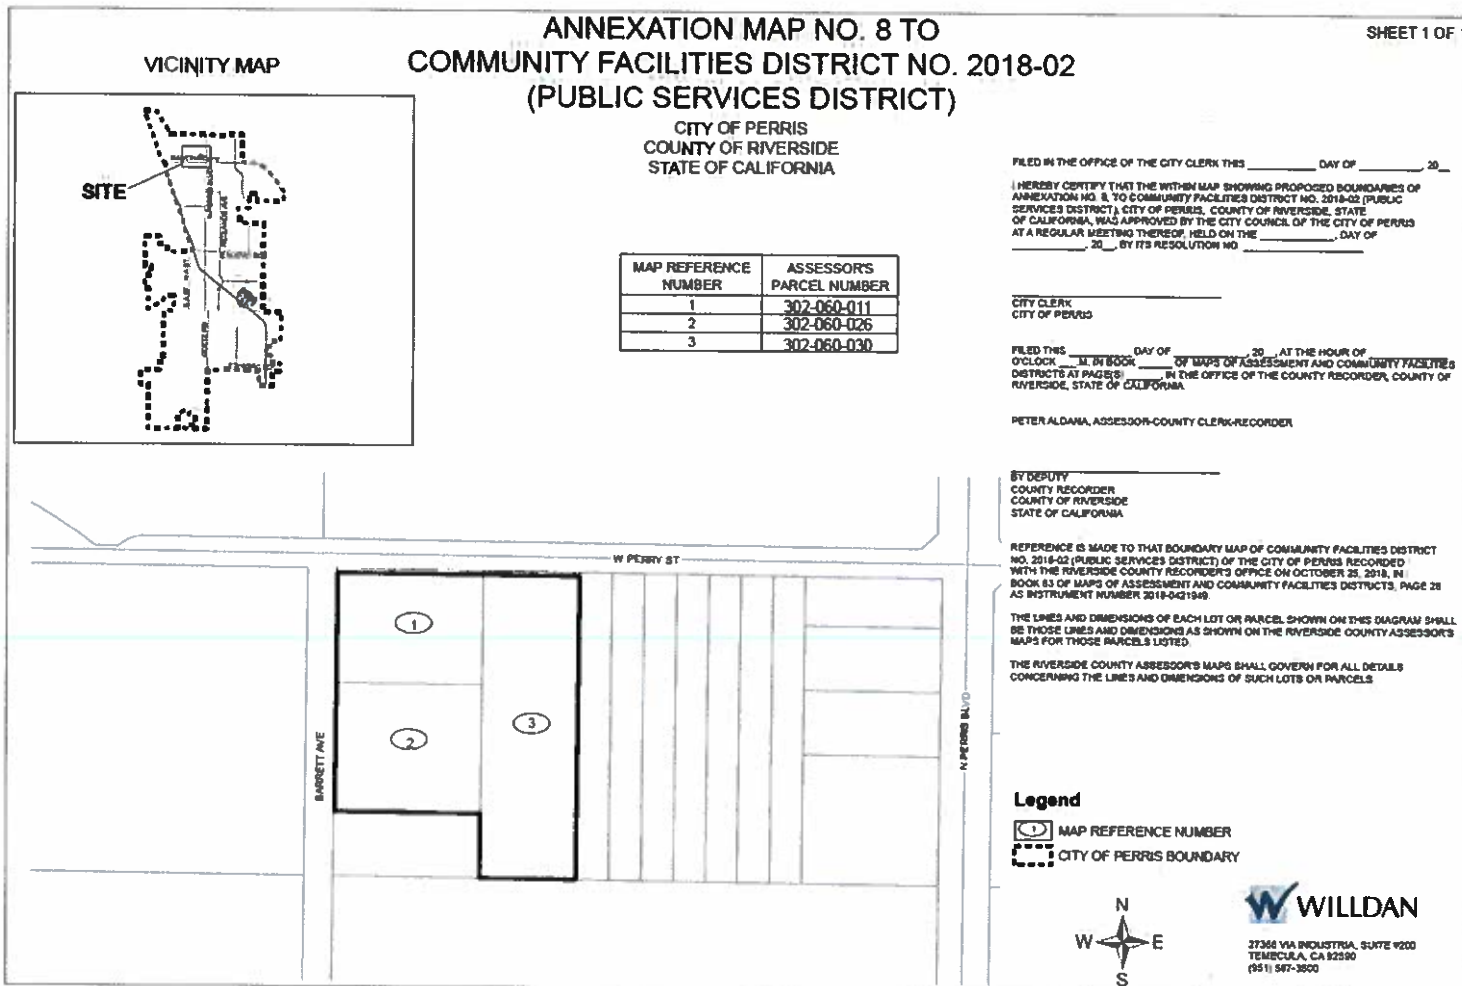 ANNEXATION MAP NO. 8 TO
COMMUNITY FACILITIES DISTRICT NO. 2018-02
(PUBLIC SERVICES DISTRICT)
CITY OF PERRIS
COUNTY OF RIVERSIDE
STATE OF CALIFORNIA
SHEET 1 OF
VICINITY MAP
SITE
MAP REFERENCE NUMBER ASSESSOR'S PARCEL NUMBER
1 302-060-011
2 302-060-026
3 302-060-030
FILED IN THE OFFICE OF THE CITY CLERK THIS ________ DAY OF ________, 20__
I HEREBY CERTIFY THAT THE WITHIN MAP SHOWING PROPOSED BOUNDARIES OF
ANNEXATION NO. 8, TO COMMUNITY FACILITIES DISTRICT NO. 2018-02 (PUBLIC
SERVICES DISTRICT), CITY OF PERRIS, COUNTY OF RIVERSIDE, STATE
OF CALIFORNIA, WAS APPROVED BY THE CITY COUNCIL OF THE CITY OF PERRIS
AT A REGULAR MEETING THEREOF, HELD ON THE ________, DAY OF
________, 20__, BY ITS RESOLUTION NO ________
CITY CLERK
CITY OF PERRIS
FILED THIS ________ DAY OF ________, 20__, AT THE HOUR OF ________
O'CLOCK ___M. IN BOOK ____ OF MAPS OF ASSESSMENT AND COMMUNITY FACILITIES
DISTRICTS AT PAGE(S) ____, IN THE OFFICE OF THE COUNTY RECORDER, COUNTY OF
RIVERSIDE, STATE OF CALIFORNIA
PETER ALDANA, ASSESSOR-COUNTY CLERK-RECORDER
BY DEPUTY
COUNTY RECORDER
COUNTY OF RIVERSIDE
STATE OF CALIFORNIA
REFERENCE IS MADE TO THAT BOUNDARY MAP OF COMMUNITY FACILITIES DISTRICT
NO. 2018-02 (PUBLIC SERVICES DISTRICT) OF THE CITY OF PERRIS RECORDED
WITH THE RIVERSIDE COUNTY RECORDER'S OFFICE ON OCTOBER 25, 2018, IN
BOOK 83 OF MAPS OF ASSESSMENT AND COMMUNITY FACILITIES DISTRICTS, PAGE 28
AS INSTRUMENT NUMBER 2018-0421949.
THE LINES AND DIMENSIONS OF EACH LOT OR PARCEL SHOWN ON THIS DIAGRAM SHALL
BE THOSE LINES AND DIMENSIONS AS SHOWN ON THE RIVERSIDE COUNTY ASSESSOR'S
MAPS FOR THOSE PARCELS LISTED.
THE RIVERSIDE COUNTY ASSESSOR'S MAPS SHALL GOVERN FOR ALL DETAILS
CONCERNING THE LINES AND DIMENSIONS OF SUCH LOTS OR PARCELS
W PERRY ST
BARRETT AVE
N PERRIS BLVD
1
2
3
Legend
1 MAP REFERENCE NUMBER
CITY OF PERRIS BOUNDARY
N
W E
S
WILLDAN
27368 VIA INDUSTRIA, SUITE #200
TEMECULA, CA 92590
(951) 587-3500